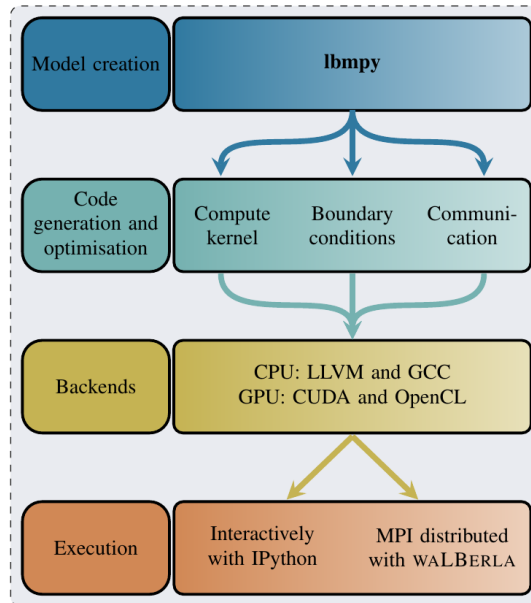 Model creation
lbmpy
Code
generation and
optimisation
Compute
kernel
Boundary
conditions
Communi-
cation
Backends
CPU: LLVM and GCC
GPU: CUDA and OpenCL
Execution
Interactively
with IPython
MPI distributed
with WALBERLA